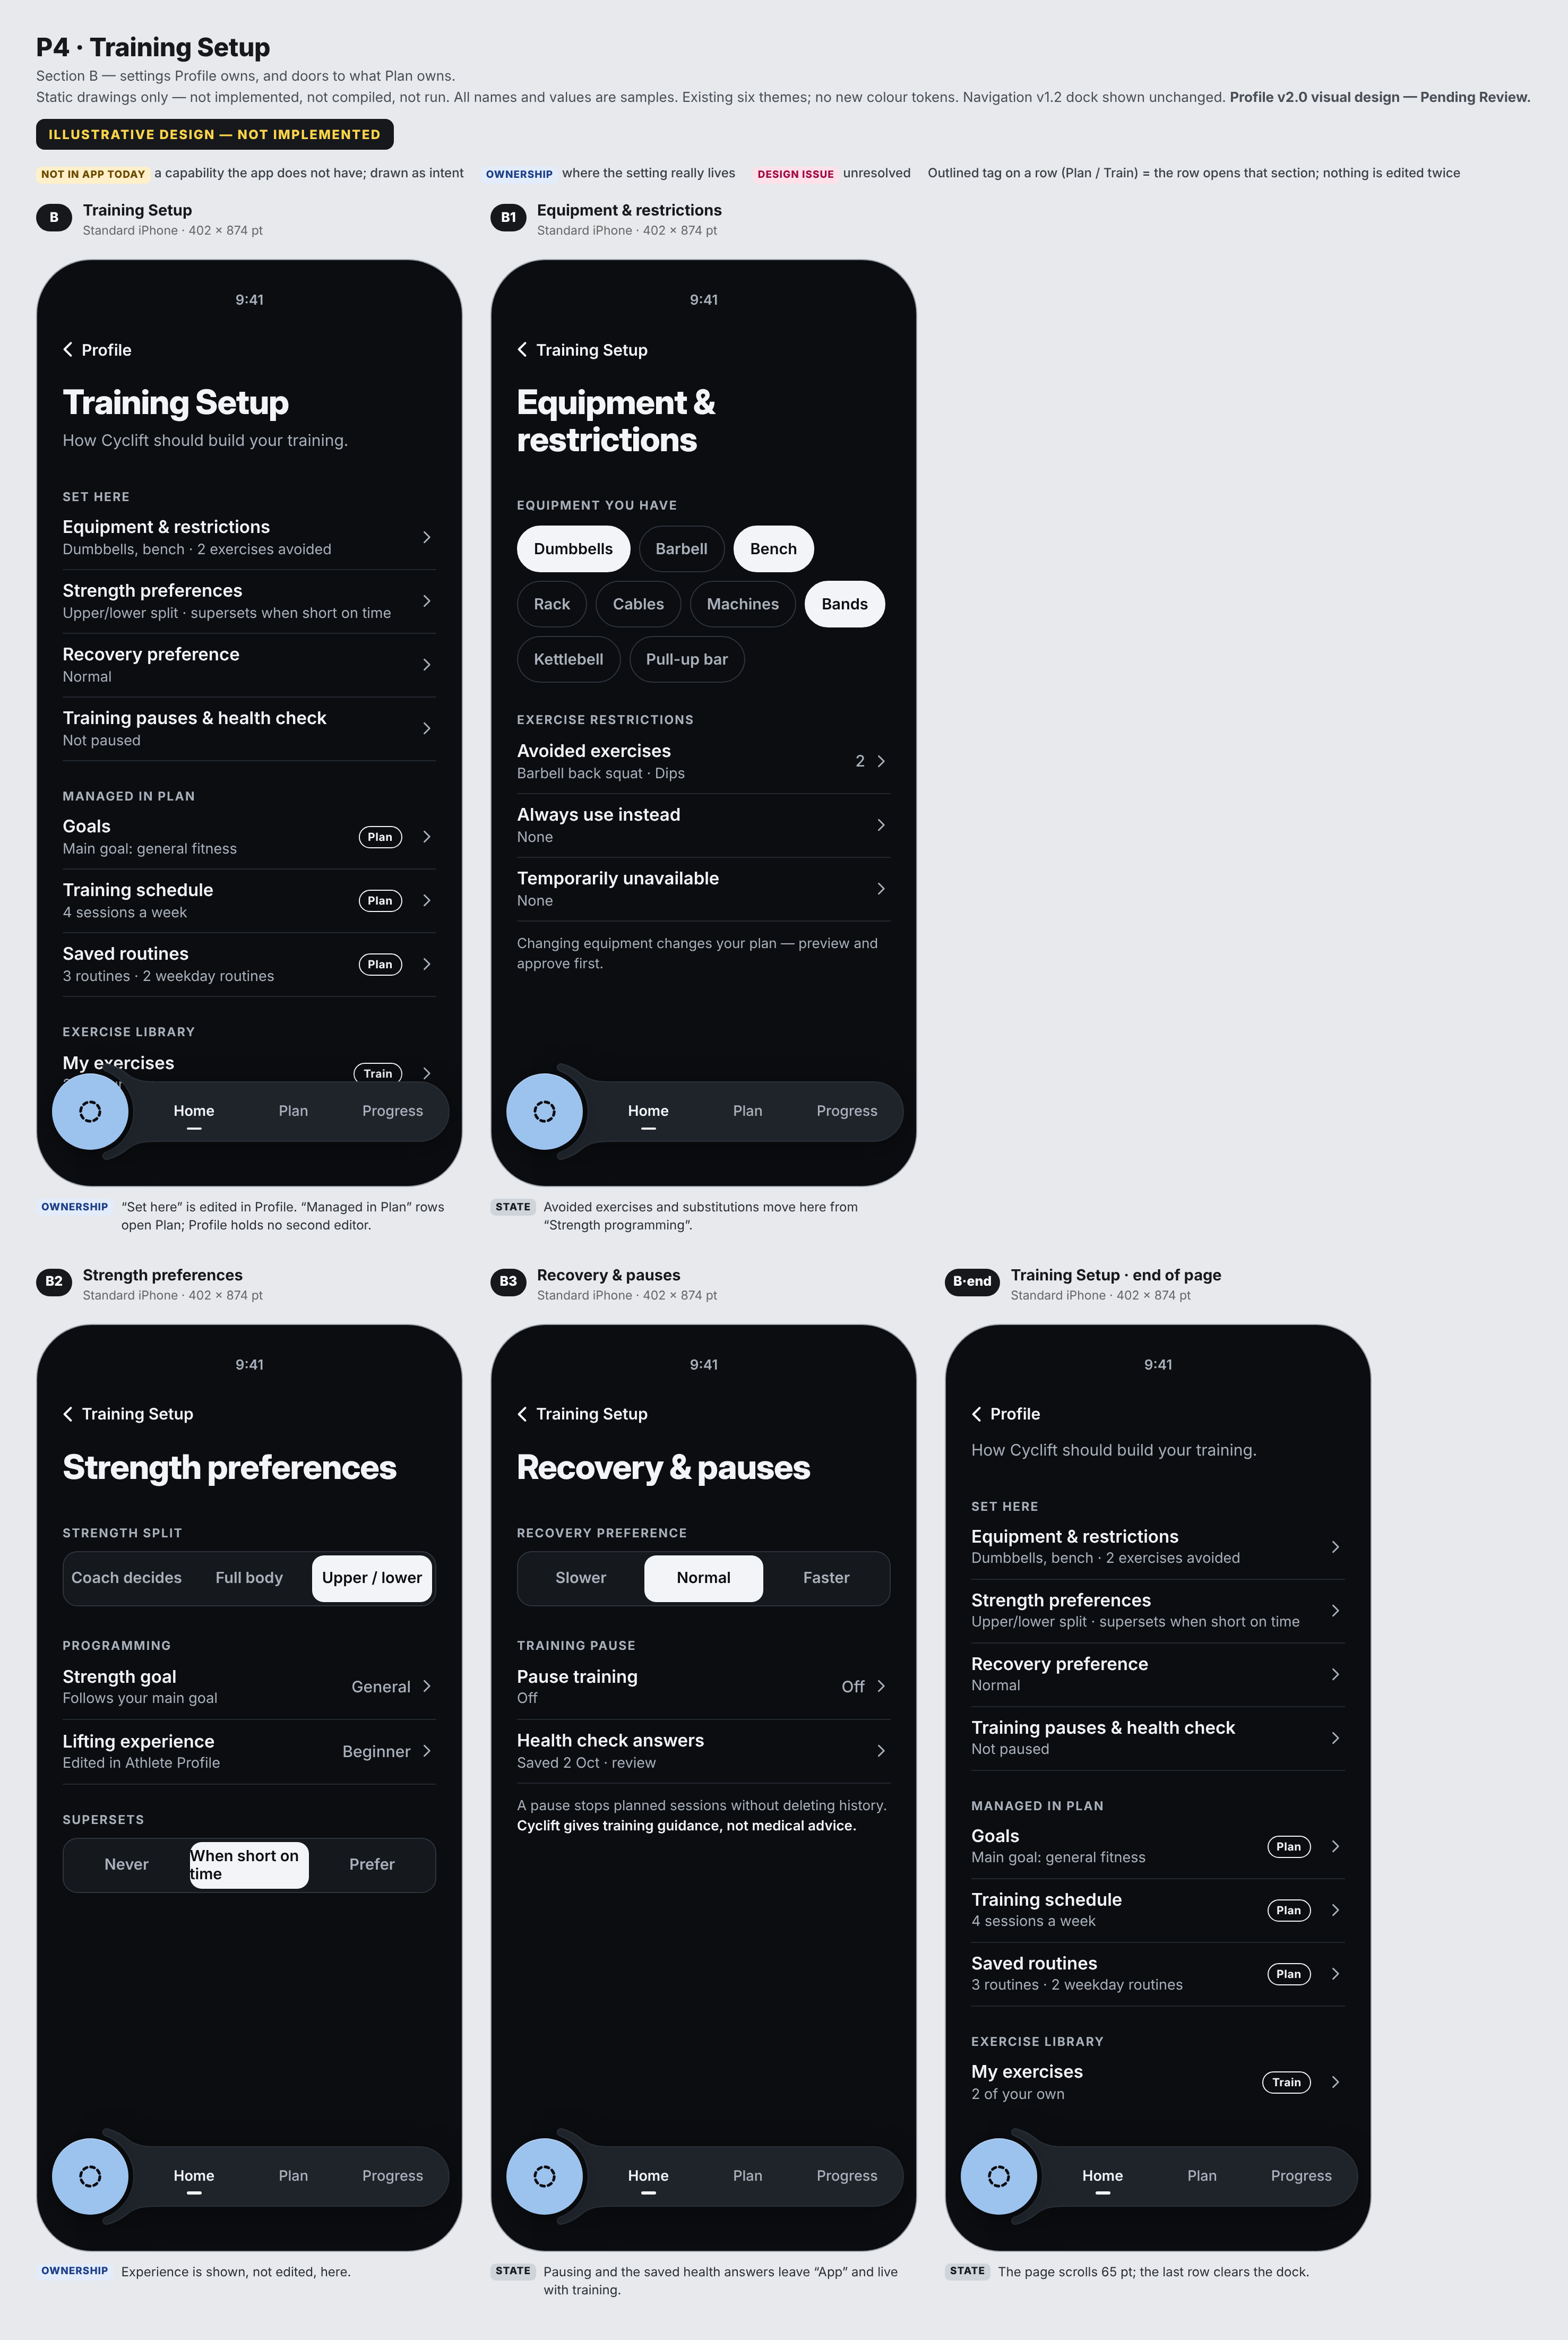 P4 · Training Setup
Section B — settings Profile owns, and doors to what Plan owns.
Static drawings only — not implemented, not compiled, not run. All names and values are samples. Existing six themes; no new colour tokens. Navigation v1.2 dock shown unchanged. Profile v2.0 visual design — Pending Review.
ILLUSTRATIVE DESIGN — NOT IMPLEMENTED
NOT IN APP TODAY a capability the app does not have; drawn as intent OWNERSHIP where the setting really lives DESIGN ISSUE unresolved Outlined tag on a row (Plan / Train) = the row opens that section; nothing is edited twice
B Training Setup
Standard iPhone · 402 × 874 pt
9:41
Profile
Training Setup
How Cyclift should build your training.
SET HERE
Equipment & restrictions
Dumbbells, bench · 2 exercises avoided
Strength preferences
Upper/lower split · supersets when short on time
Recovery preference
Normal
Training pauses & health check
Not paused
MANAGED IN PLAN
Goals Plan
Main goal: general fitness
Training schedule Plan
4 sessions a week
Saved routines Plan
3 routines · 2 weekday routines
EXERCISE LIBRARY
My exercises Train
Home Plan Progress
OWNERSHIP “Set here” is edited in Profile. “Managed in Plan” rows
open Plan; Profile holds no second editor.
B1 Equipment & restrictions
Standard iPhone · 402 × 874 pt
9:41
Training Setup
Equipment &
restrictions
EQUIPMENT YOU HAVE
Dumbbells Barbell Bench
Rack Cables Machines Bands
Kettlebell Pull-up bar
EXERCISE RESTRICTIONS
Avoided exercises 2
Barbell back squat · Dips
Always use instead
None
Temporarily unavailable
None
Changing equipment changes your plan — preview and
approve first.
Home Plan Progress
STATE Avoided exercises and substitutions move here from
“Strength programming”.
B2 Strength preferences
Standard iPhone · 402 × 874 pt
9:41
Training Setup
Strength preferences
STRENGTH SPLIT
Coach decides Full body Upper / lower
PROGRAMMING
Strength goal General
Follows your main goal
Lifting experience Beginner
Edited in Athlete Profile
SUPERSETS
Never When short on
time Prefer
Home Plan Progress
OWNERSHIP Experience is shown, not edited, here.
B3 Recovery & pauses
Standard iPhone · 402 × 874 pt
9:41
Training Setup
Recovery & pauses
RECOVERY PREFERENCE
Slower Normal Faster
TRAINING PAUSE
Pause training Off
Off
Health check answers
Saved 2 Oct · review
A pause stops planned sessions without deleting history.
Cyclift gives training guidance, not medical advice.
Home Plan Progress
STATE Pausing and the saved health answers leave “App” and live
with training.
B·end Training Setup · end of page
Standard iPhone · 402 × 874 pt
9:41
Profile
How Cyclift should build your training.
SET HERE
Equipment & restrictions
Dumbbells, bench · 2 exercises avoided
Strength preferences
Upper/lower split · supersets when short on time
Recovery preference
Normal
Training pauses & health check
Not paused
MANAGED IN PLAN
Goals Plan
Main goal: general fitness
Training schedule Plan
4 sessions a week
Saved routines Plan
3 routines · 2 weekday routines
EXERCISE LIBRARY
My exercises Train
2 of your own
Home Plan Progress
STATE The page scrolls 65 pt; the last row clears the dock.